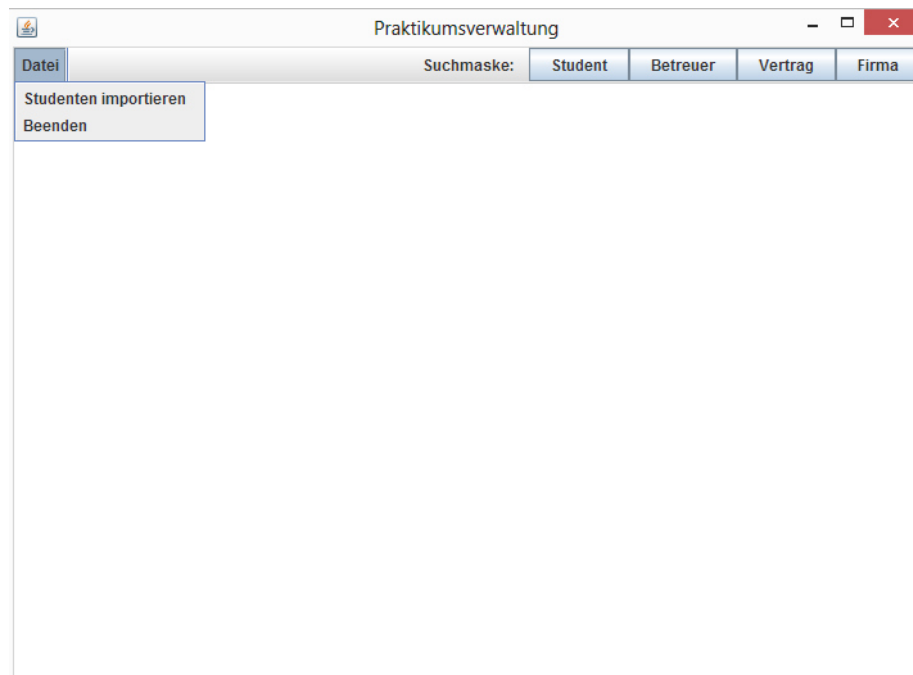 Praktikumsverwaltung
Datei Suchmaske: Student Betreuer Vertrag Firma
Studenten importieren
Beenden